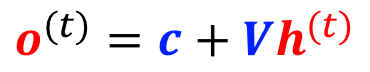 o^(t) = c + Vh^(t)